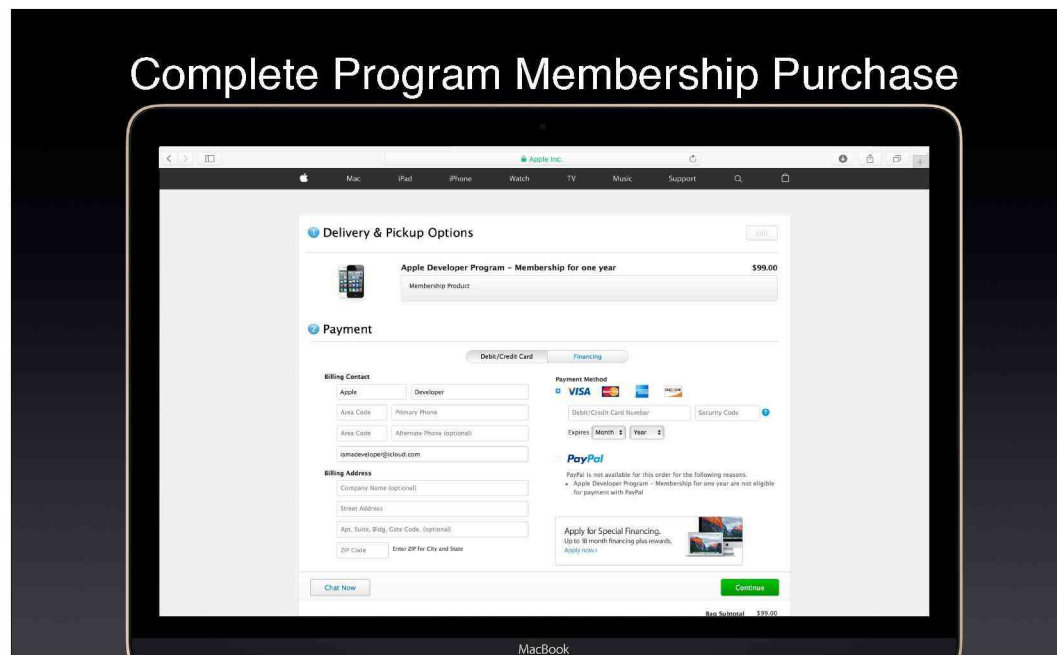 Complete Program Membership Purchase
Apple Inc.
Mac iPad iPhone Watch TV Music Support
1 Delivery & Pickup Options
Edit
Apple Developer Program – Membership for one year $99.00
Membership Product
2 Payment
Debit/Credit Card Financing
Billing Contact
Apple Developer
Area Code Primary Phone
Area Code Alternate Phone (optional)
ismadeveloper@icloud.com
Billing Address
Company Name (optional)
Street Address
Apt, Suite, Bldg, Gate Code. (optional)
ZIP Code Enter ZIP for City and State
Payment Method
VISA
Debit/Credit Card Number Security Code ?
Expires Month Year
PayPal
PayPal is not available for this order for the following reasons:
• Apple Developer Program – Membership for one year are not eligible
for payment with PayPal
Apply for Special Financing.
Up to 18 month financing plus rewards.
Apply now ›
Chat Now Continue
Bag Subtotal $99.00
MacBook